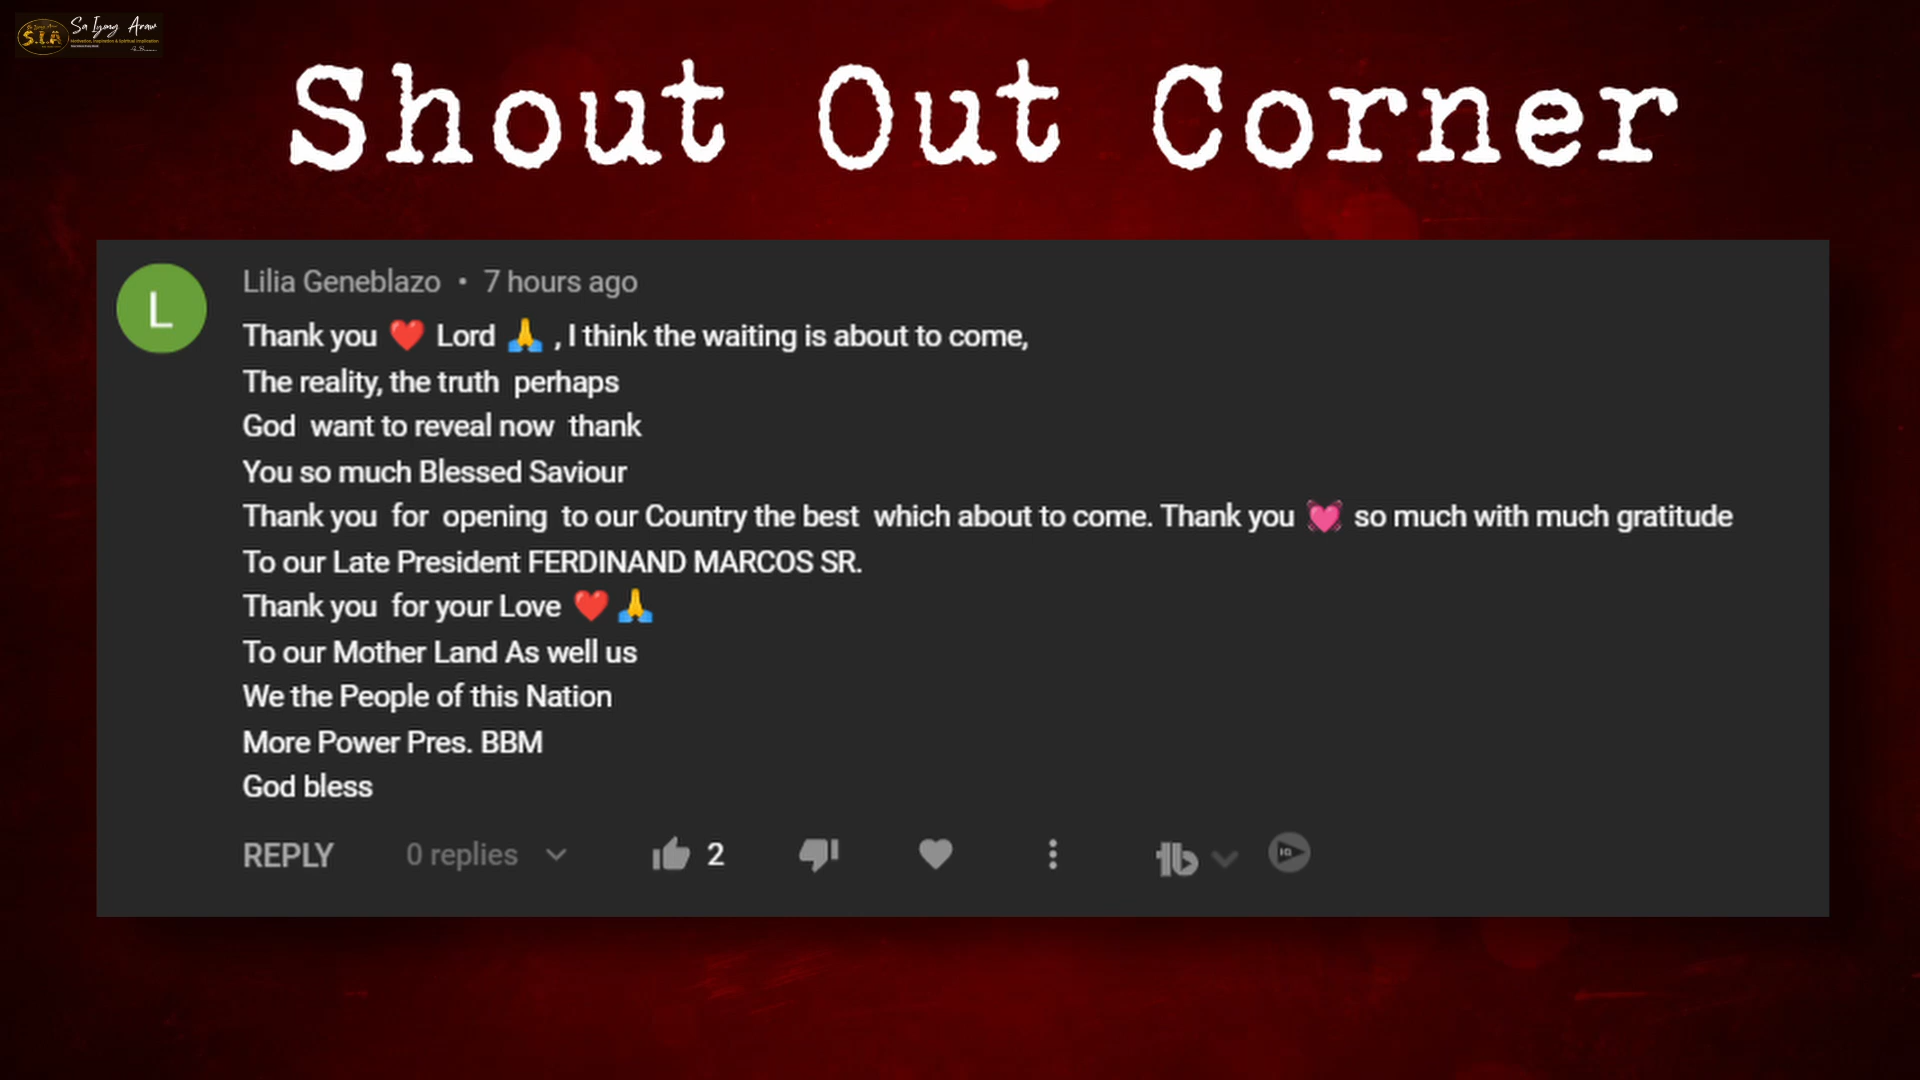 S.I.A
Sa Iyong Araw
Shout Out Corner
L
Lilia Geneblazo • 7 hours ago
Thank you ❤️ Lord 🙏 , I think the waiting is about to come,
The reality, the truth perhaps
God want to reveal now thank
You so much Blessed Saviour
Thank you for opening to our Country the best which about to come. Thank you 💓 so much with much gratitude
To our Late President FERDINAND MARCOS SR.
Thank you for your Love ❤️ 🙏
To our Mother Land As well us
We the People of this Nation
More Power Pres. BBM
God bless
REPLY 0 replies 2